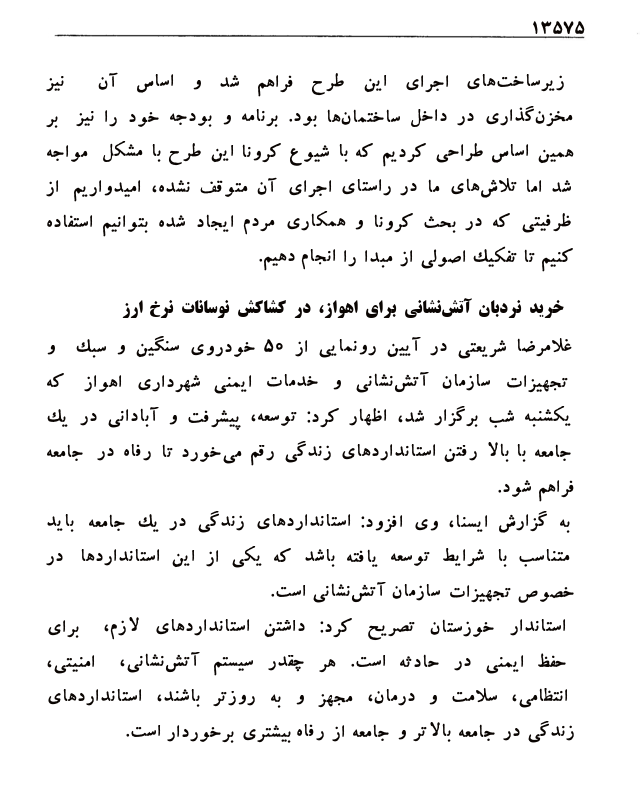 ۱۳۵۷۵
زیرساخت‌های اجرای این طرح فراهم شد و اساس آن نیز
مخزن‌گذاری در داخل ساختمان‌ها بود. برنامه و بودجه خود را نیز بر
همین اساس طراحی کردیم که با شیوع کرونا این طرح با مشکل مواجه
شد اما تلاش‌های ما در راستای اجرای آن متوقف نشده، امیدواریم از
ظرفیتی که در بحث کرونا و همکاری مردم ایجاد شده بتوانیم استفاده
کنیم تا تفکیک اصولی از مبدا را انجام دهیم.
خرید نردبان آتش‌نشانی برای اهواز، در کشاکش نوسانات نرخ ارز
غلامرضا شریعتی در آیین رونمایی از ۵۰ خودروی سنگین و سبک و
تجهیزات سازمان آتش‌نشانی و خدمات ایمنی شهرداری اهواز که
یکشنبه شب برگزار شد، اظهار کرد: توسعه، پیشرفت و آبادانی در یک
جامعه با بالا رفتن استانداردهای زندگی رقم می‌خورد تا رفاه در جامعه
فراهم شود.
به گزارش ایسنا، وی افزود: استانداردهای زندگی در یک جامعه باید
متناسب با شرایط توسعه یافته باشد که یکی از این استانداردها در
خصوص تجهیزات سازمان آتش‌نشانی است.
استاندار خوزستان تصریح کرد: داشتن استانداردهای لازم، برای
حفظ ایمنی در حادثه است. هر چقدر سیستم آتش‌نشانی، امنیتی،
انتظامی، سلامت و درمان، مجهز و به روزتر باشند، استانداردهای
زندگی در جامعه بالاتر و جامعه از رفاه بیشتری برخوردار است.